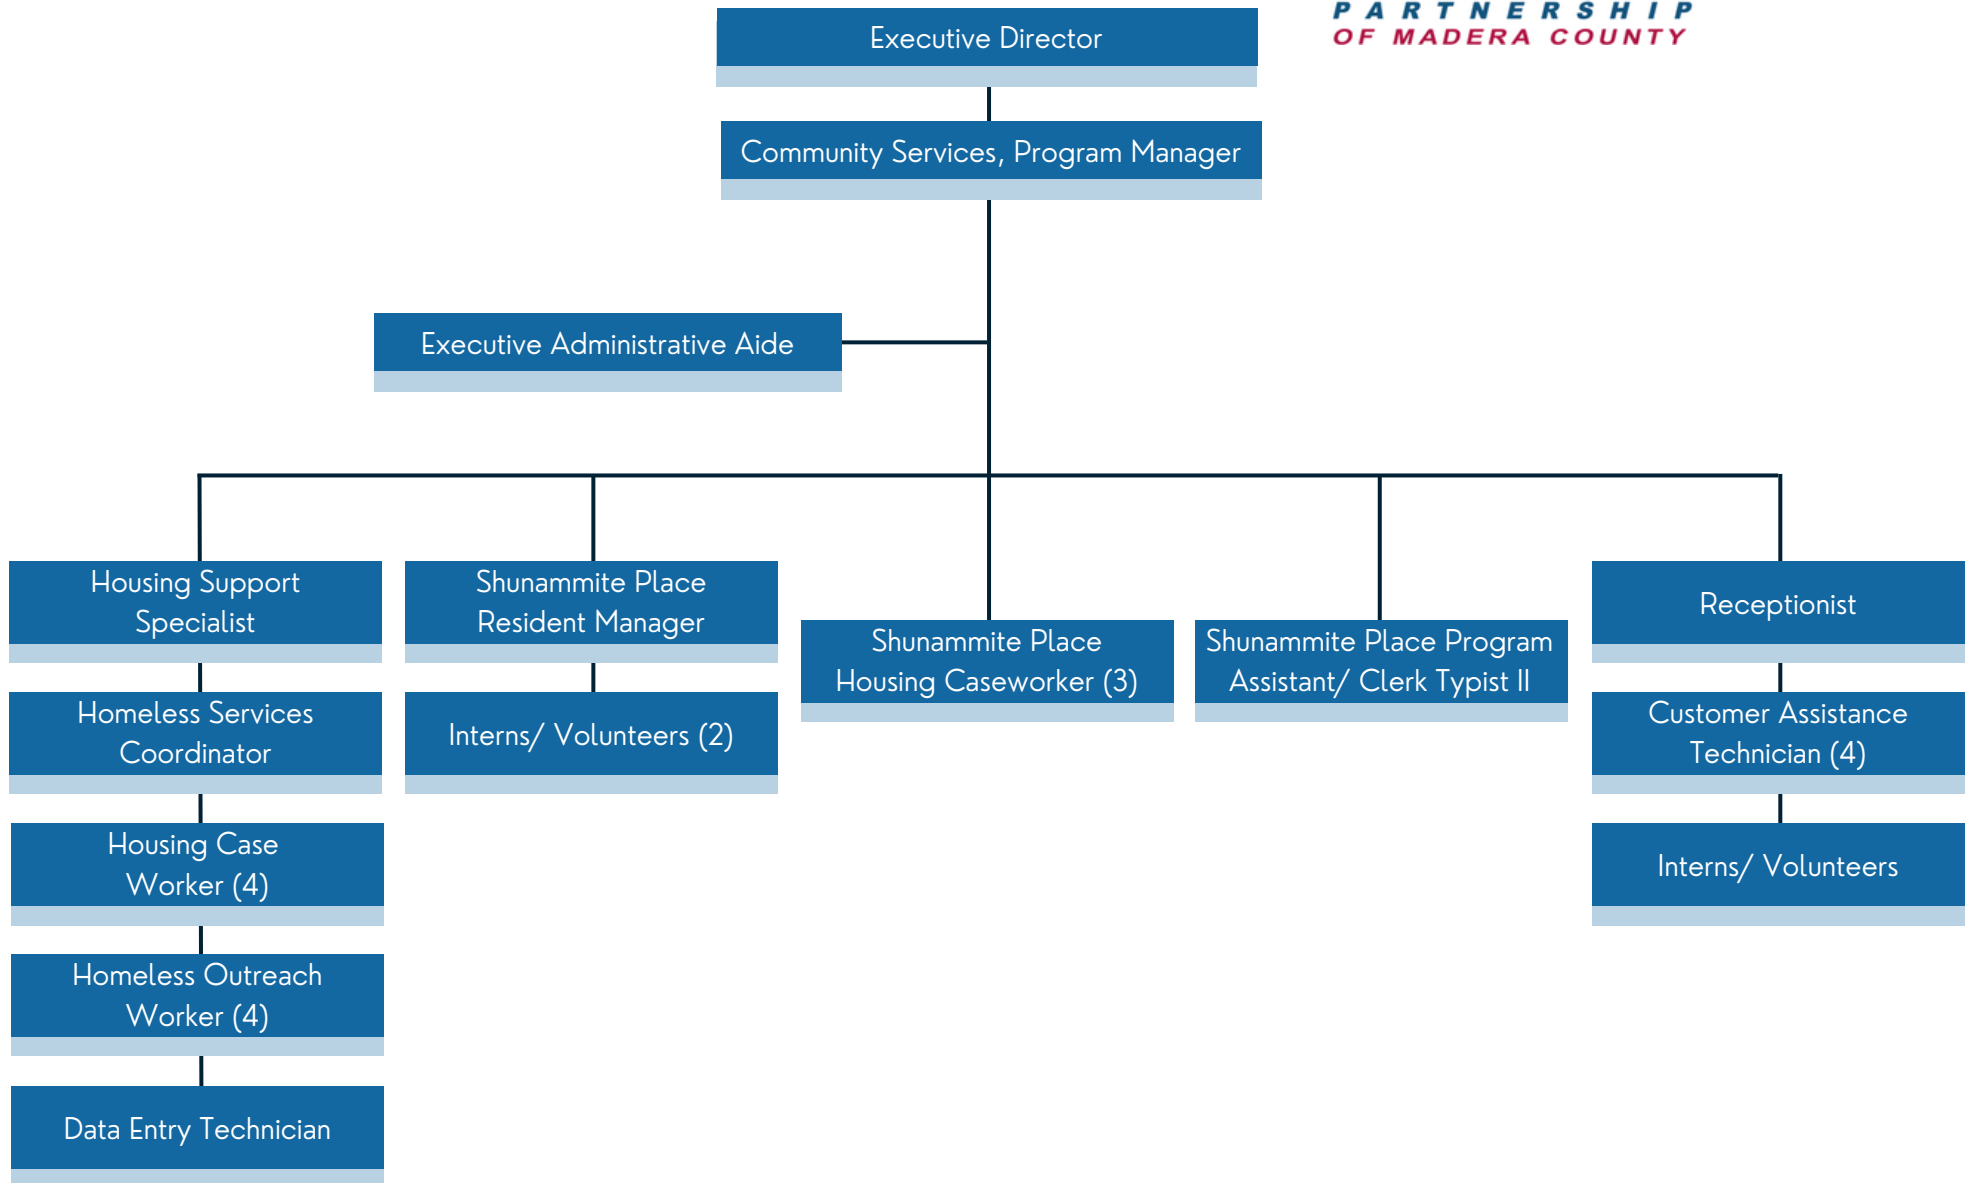 PARTNERSHIP
OF MADERA COUNTY
Executive Director
Community Services, Program Manager
Executive Administrative Aide
Housing Support
Specialist
Homeless Services
Coordinator
Housing Case
Worker (4)
Homeless Outreach
Worker (4)
Data Entry Technician
Shunammite Place
Resident Manager
Interns/ Volunteers (2)
Shunammite Place
Housing Caseworker (3)
Shunammite Place Program
Assistant/ Clerk Typist II
Receptionist
Customer Assistance
Technician (4)
Interns/ Volunteers